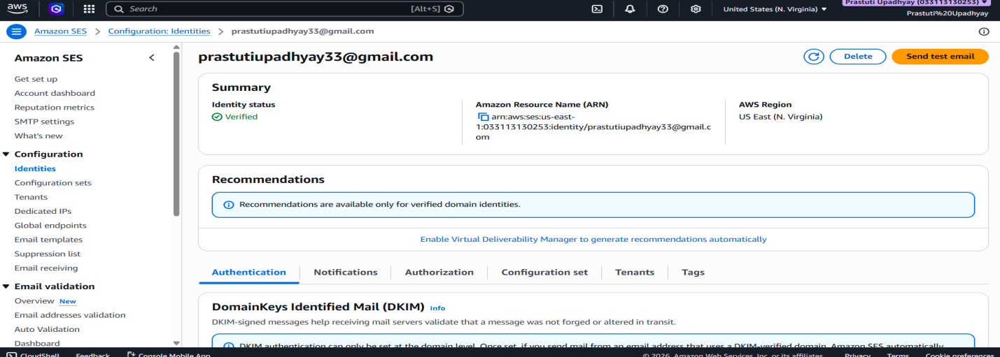 aws
Search
[Alt+S]
United States (N. Virginia)
Prastuti Upadhyay (033113130253)
Prastuti%20Upadhyay
Amazon SES > Configuration: Identities > prastutiupadhyay33@gmail.com
Amazon SES
Get set up
Account dashboard
Reputation metrics
SMTP settings
What's new
Configuration
Identities
Configuration sets
Tenants
Dedicated IPs
Global endpoints
Email templates
Suppression list
Email receiving
Email validation
Overview New
Email addresses validation
Auto Validation
Dashboard
prastutiupadhyay33@gmail.com
Delete
Send test email
Summary
Identity status
Verified
Amazon Resource Name (ARN)
arn:aws:ses:us-east-
1:033113130253:identity/prastutiupadhyay33@gmail.c
om
AWS Region
US East (N. Virginia)
Recommendations
Recommendations are available only for verified domain identities.
Enable Virtual Deliverability Manager to generate recommendations automatically
Authentication
Notifications
Authorization
Configuration set
Tenants
Tags
DomainKeys Identified Mail (DKIM) Info
DKIM-signed messages help receiving mail servers validate that a message was not forged or altered in transit.
DKIM authentication can only be set at the domain level. Once set, if you send mail from an email address that uses a DKIM-verified domain, Amazon SES automatically
CloudShell
Feedback
Console Mobile App
© 2026, Amazon Web Services, Inc. or its affiliates.
Privacy
Terms
Cookie preferences